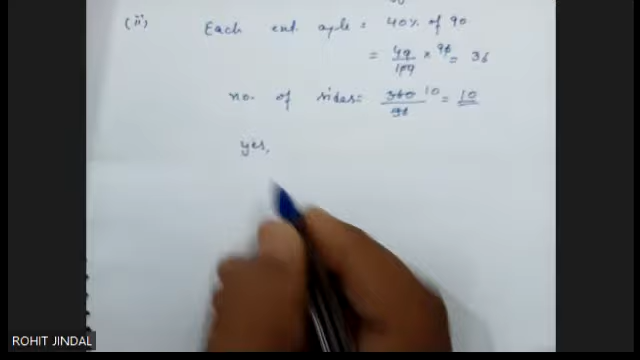 (ii) Each ext. angle = 40% of 90
= 40/100 × 90 = 36
no. of sides = 360/36 10 = 10
yes,
ROHIT JINDAL